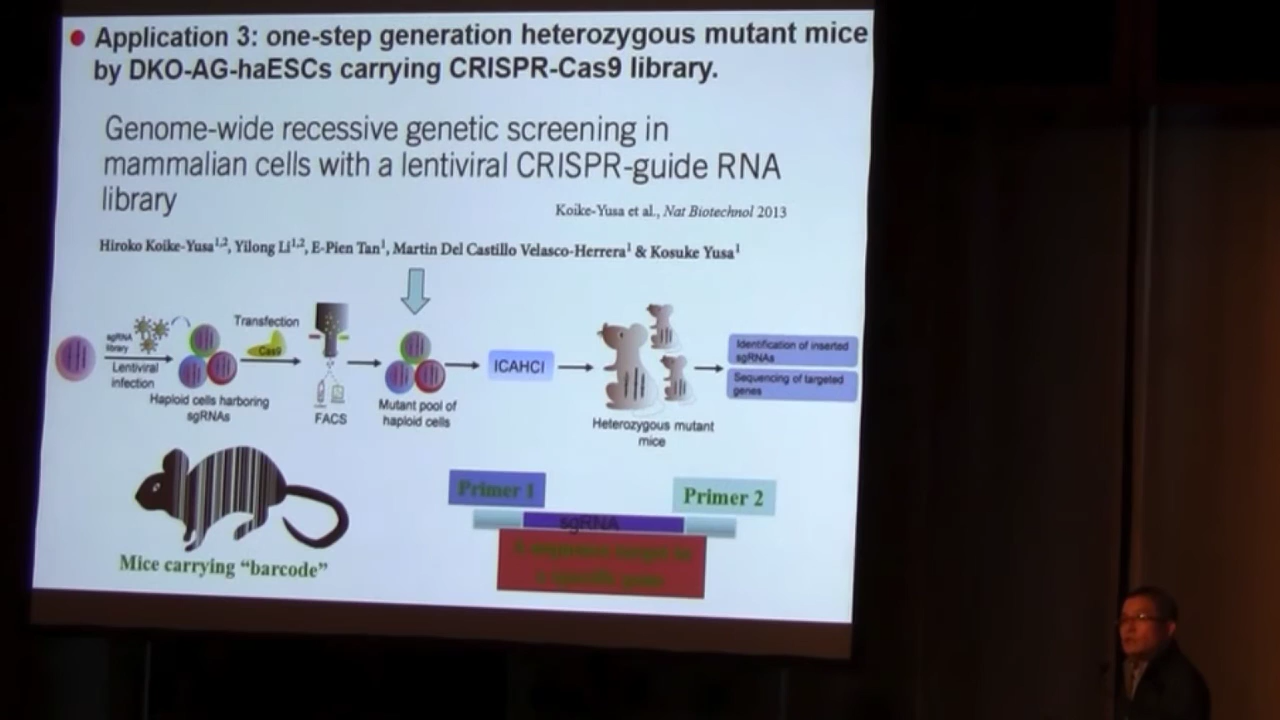 Application 3: one-step generation heterozygous mutant mice
by DKO-AG-haESCs carrying CRISPR-Cas9 library.
Genome-wide recessive genetic screening in
mammalian cells with a lentiviral CRISPR-guide RNA
library
Koike-Yusa et al., Nat Biotechnol 2013
Hiroko Koike-Yusa1,2, Yilong Li1,2, E-Pien Tan1, Martin Del Castillo Velasco-Herrera1 & Kosuke Yusa1
sgRNA
library
Lentiviral
infection
Haploid cells harboring
sgRNAs
Transfection
Cas9
FACS
Mutant pool of
haploid cells
ICAHCI
Heterozygous mutant
mice
Identification of inserted
sgRNAs
Sequencing of targeted
genes
Mice carrying “barcode”
Primer 1
Primer 2
sgRNA